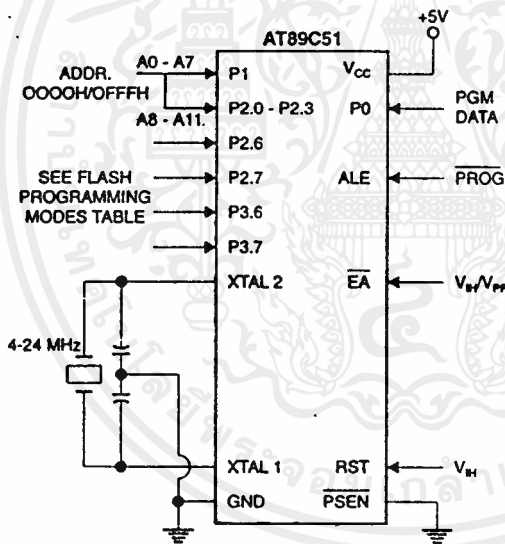 +5V
AT89C51
A0 - A7
ADDR.
OOOOH/OFFFH
P1
VCC
P2.0 - P2.3
P0
PGM
DATA
A8 - A11.
P2.6
SEE FLASH
PROGRAMMING
MODES TABLE
P2.7
ALE
PROG
P3.6
P3.7
XTAL 2
EA
VIH/VPP
4-24 MHz
XTAL 1
RST
VIH
GND
PSEN